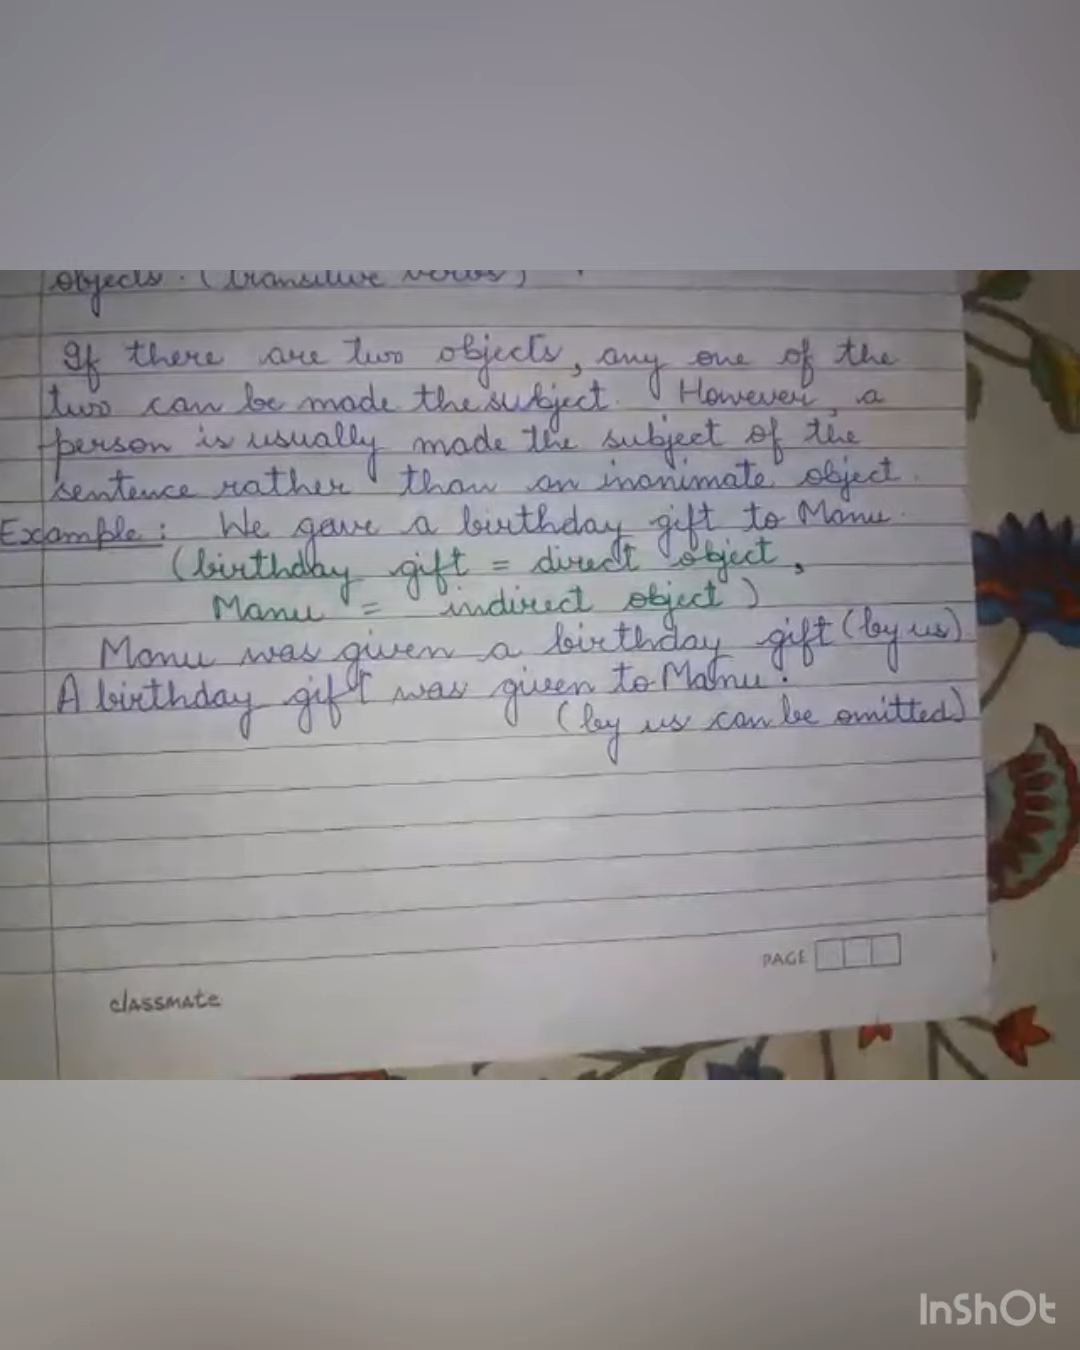 objects. (transitive verbs)
If there are two objects, any one of the
two can be made the subject. However, a
person is usually made the subject of the
sentence rather than an inanimate object.
Example: We gave a birthday gift to Manu.
(birthday gift = direct object,
Manu = indirect object)
Manu was given a birthday gift (by us)
A birthday gift was given to Manu.
(by us can be omitted)
PAGE
classmate
InShOt